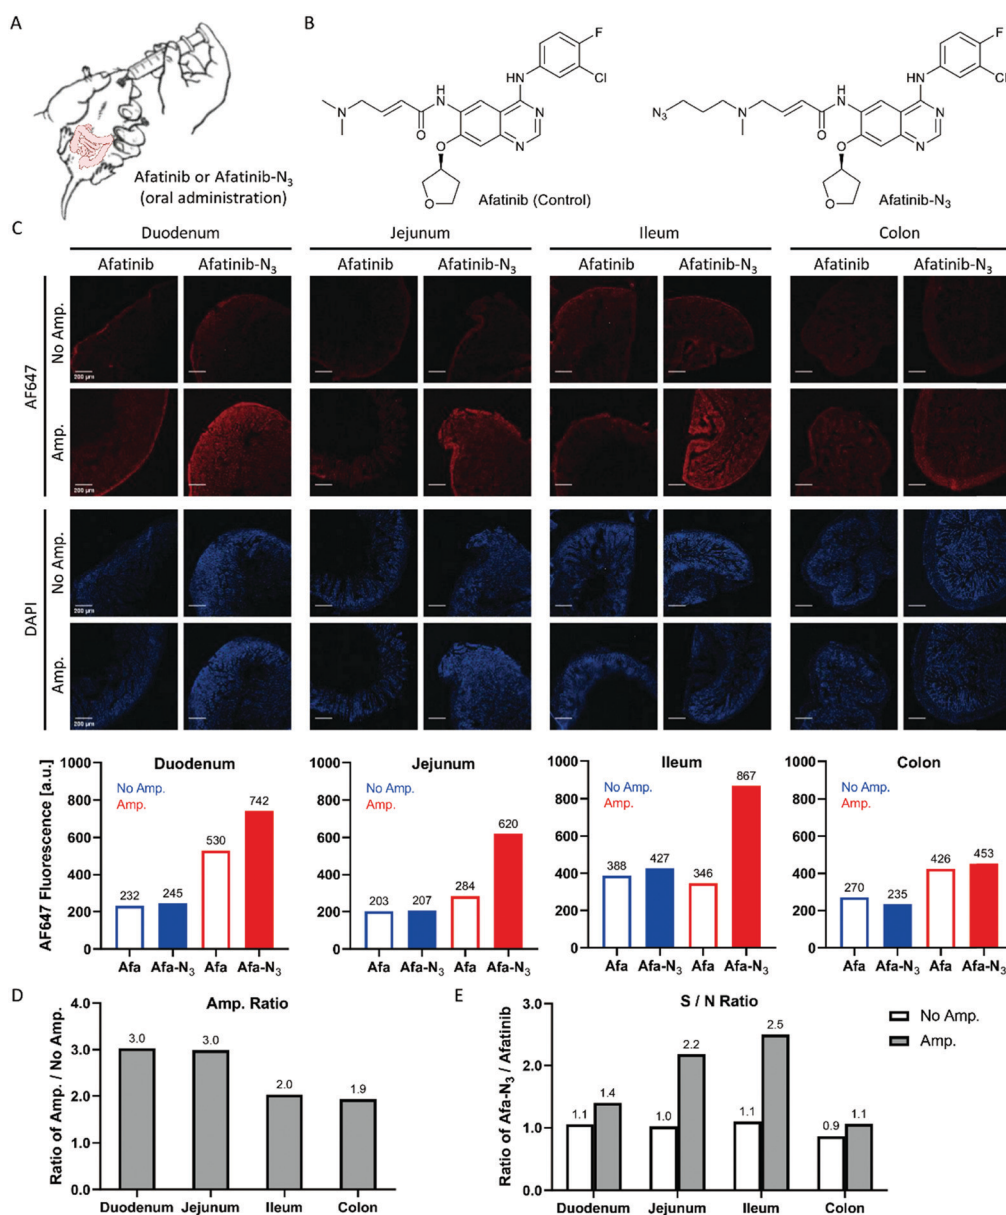 A
Afatinib or Afatinib-N3
(oral administration)
B
F
Cl
HN
N
H
N
O
N
N
O
O
Afatinib (Control)
F
Cl
HN
N3
N
H
N
O
N
N
O
O
Afatinib-N3
C
Duodenum
Jejunum
Ileum
Colon
Afatinib
Afatinib-N3
Afatinib
Afatinib-N3
Afatinib
Afatinib-N3
Afatinib
Afatinib-N3
AF647
No Amp.
200 μm
Amp.
200 μm
DAPI
No Amp.
200 μm
Amp.
200 μm
AF647 Fluorescence [a.u.]
Duodenum
No Amp.
Amp.
1000
800
600
400
200
0
232
245
530
742
Afa
Afa-N3
Afa
Afa-N3
Jejunum
No Amp.
Amp.
1000
800
600
400
200
0
203
207
284
620
Afa
Afa-N3
Afa
Afa-N3
Ileum
No Amp.
Amp.
1000
800
600
400
200
0
388
427
346
867
Afa
Afa-N3
Afa
Afa-N3
Colon
No Amp.
Amp.
1000
800
600
400
200
0
270
235
426
453
Afa
Afa-N3
Afa
Afa-N3
D
Amp. Ratio
Ratio of Amp. / No Amp.
4.0
3.0
2.0
1.0
0.0
3.0
3.0
2.0
1.9
Duodenum
Jejunum
Ileum
Colon
E
S / N Ratio
Ratio of Afa-N3 / Afatinib
3.0
2.0
1.0
0.0
1.1
1.4
1.0
2.2
1.1
2.5
0.9
1.1
Duodenum
Jejunum
Ileum
Colon
No Amp.
Amp.